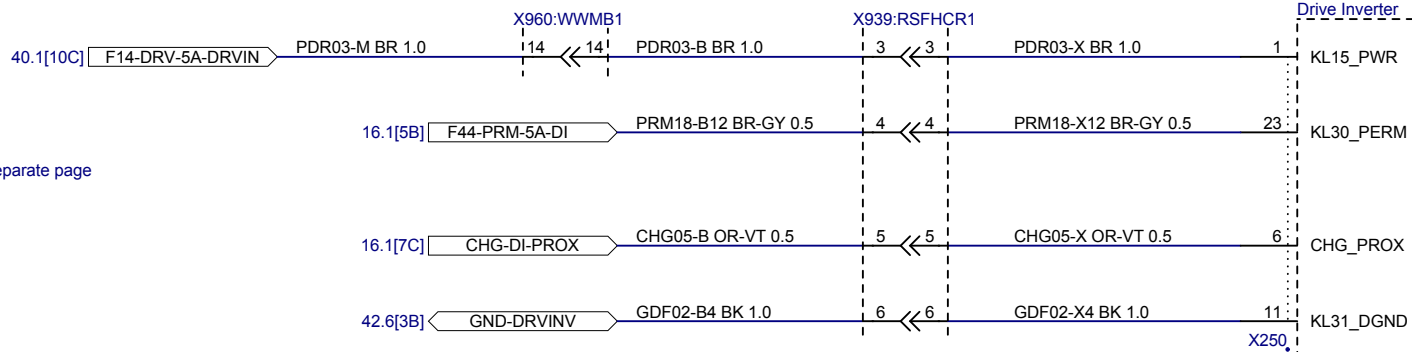 Drive Inverter
X960:WWMB1 X939:RSFHCR1
40.1[10C] F14-DRV-5A-DRVIN PDR03-M BR 1.0 14 14 PDR03-B BR 1.0 3 3 PDR03-X BR 1.0 1 KL15_PWR
16.1[5B] F44-PRM-5A-DI PRM18-B12 BR-GY 0.5 4 4 PRM18-X12 BR-GY 0.5 23 KL30_PERM
eparate page
16.1[7C] CHG-DI-PROX CHG05-B OR-VT 0.5 5 5 CHG05-X OR-VT 0.5 6 CHG_PROX
42.6[3B] GND-DRVINV GDF02-B4 BK 1.0 6 6 GDF02-X4 BK 1.0 11 KL31_DGND
X250